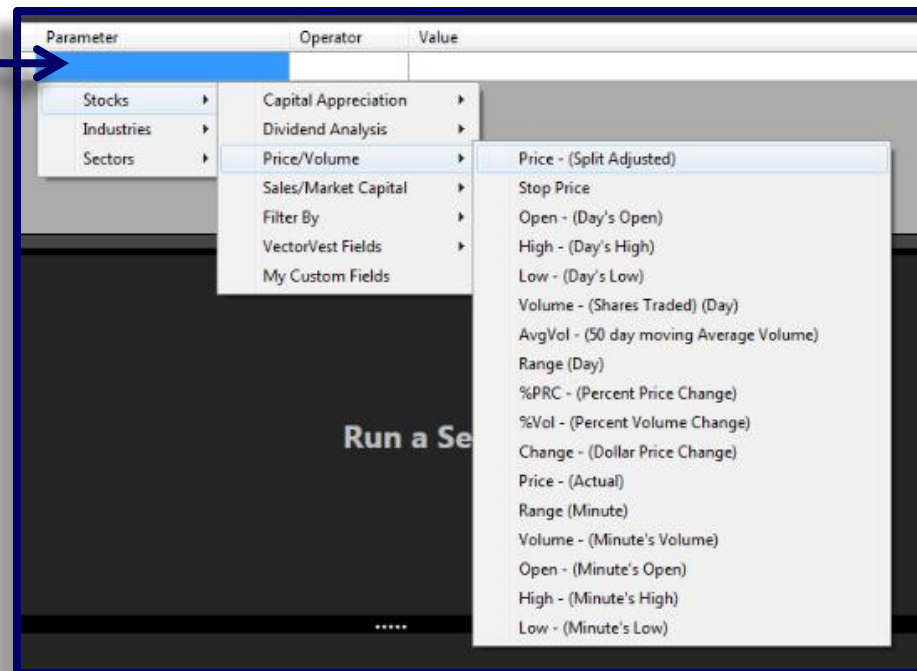 Parameter Operator Value
Stocks
Industries
Sectors
Capital Appreciation
Dividend Analysis
Price/Volume
Sales/Market Capital
Filter By
VectorVest Fields
My Custom Fields
Price - (Split Adjusted)
Stop Price
Open - (Day's Open)
High - (Day's High)
Low - (Day's Low)
Volume - (Shares Traded) (Day)
AvgVol - (50 day moving Average Volume)
Range (Day)
%PRC - (Percent Price Change)
%Vol - (Percent Volume Change)
Change - (Dollar Price Change)
Price - (Actual)
Range (Minute)
Volume - (Minute's Volume)
Open - (Minute's Open)
High - (Minute's High)
Low - (Minute's Low)
Run a Se